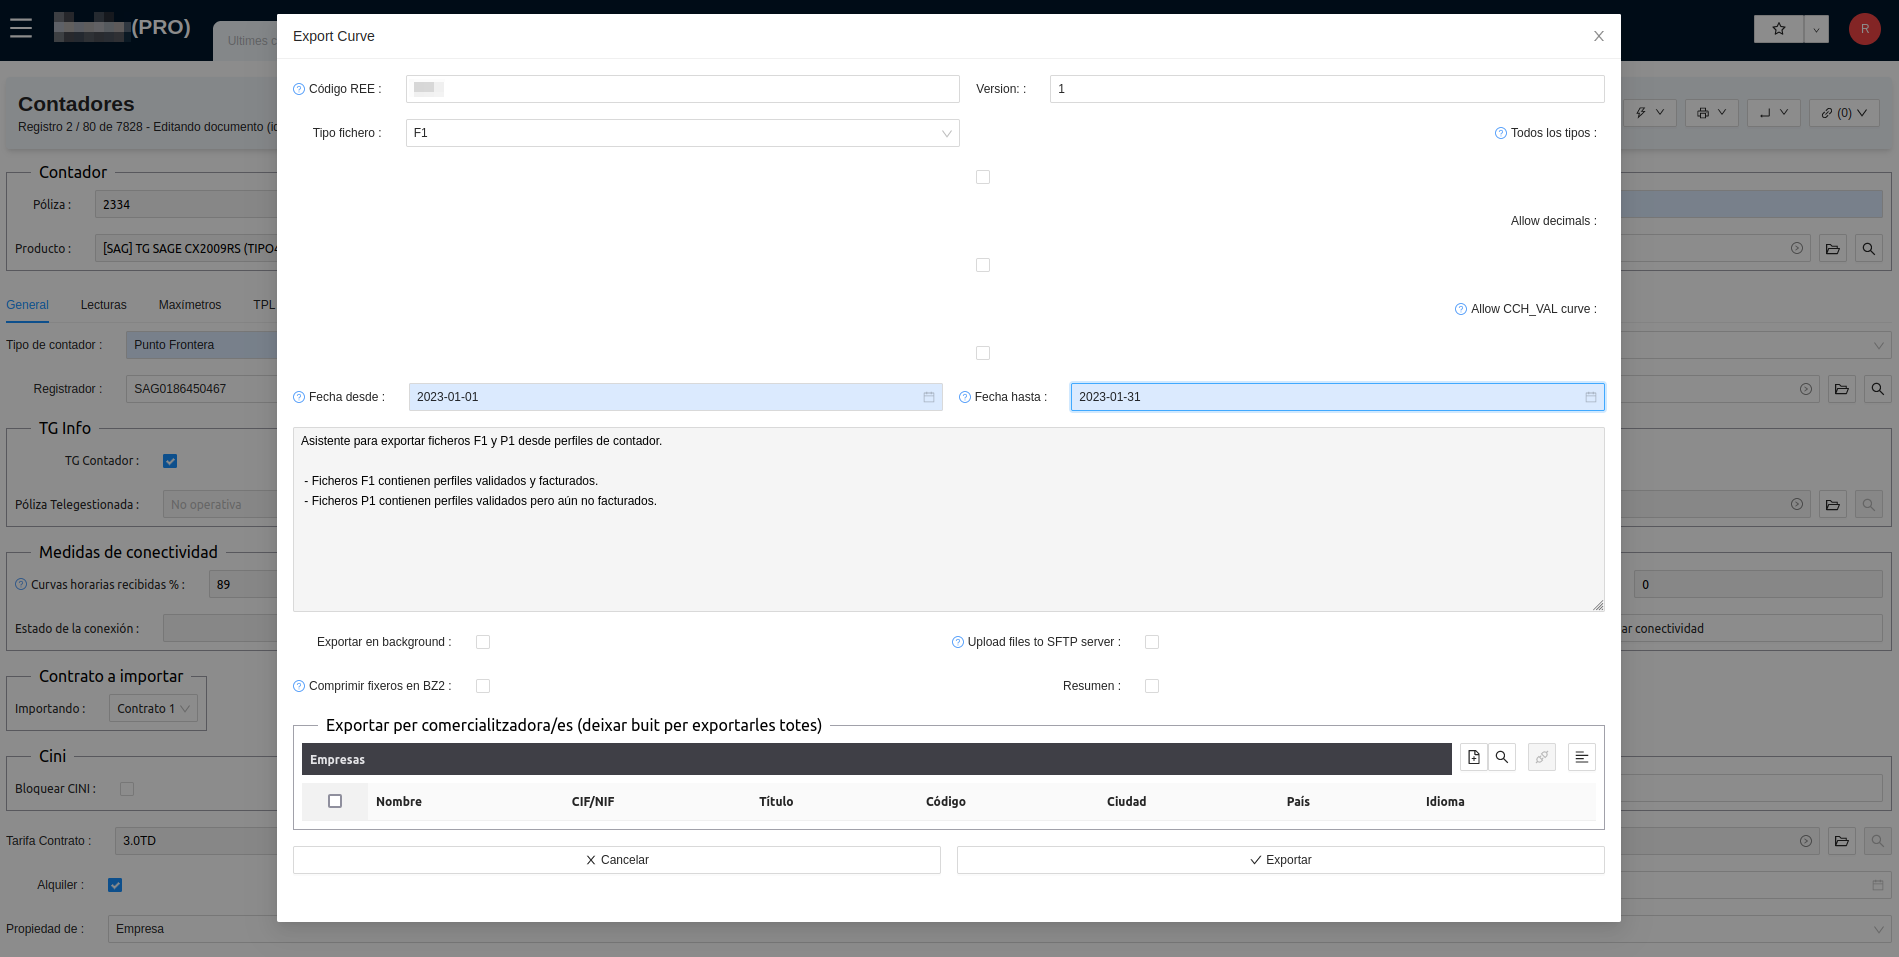 (PRO)
Ultimes c
R
Export Curve
Código REE :
Version: :
1
Tipo fichero :
F1
Todos los tipos :
Allow decimals :
Allow CCH_VAL curve :
Fecha desde :
2023-01-01
Fecha hasta :
2023-01-31
Asistente para exportar ficheros F1 y P1 desde perfiles de contador.
- Ficheros F1 contienen perfiles validados y facturados.
- Ficheros P1 contienen perfiles validados pero aún no facturados.
Exportar en background :
Upload files to SFTP server :
Comprimir fixeros en BZ2 :
Resumen :
Exportar per comercialitzadora/es (deixar buit per exportarles totes)
Empresas
Nombre CIF/NIF Título Código Ciudad País Idioma
Cancelar
Exportar
Contadores
Registro 2 / 80 de 7828 - Editando documento (ic
(0)
Contador
Póliza :
2334
Producto :
[SAG] TG SAGE CX2009RS (TIPO4
General Lecturas Maxímetros TPL
Tipo de contador :
Punto Frontera
Registrador :
SAG0186450467
TG Info
TG Contador :
Póliza Telegestionada :
No operativa
Medidas de conectividad
Curvas horarias recibidas % :
89
0
Estado de la conexión :
ar conectividad
Contrato a importar
Importando :
Contrato 1
Cini
Bloquear CINI :
Tarifa Contrato :
3.0TD
Alquiler :
Propiedad de :
Empresa